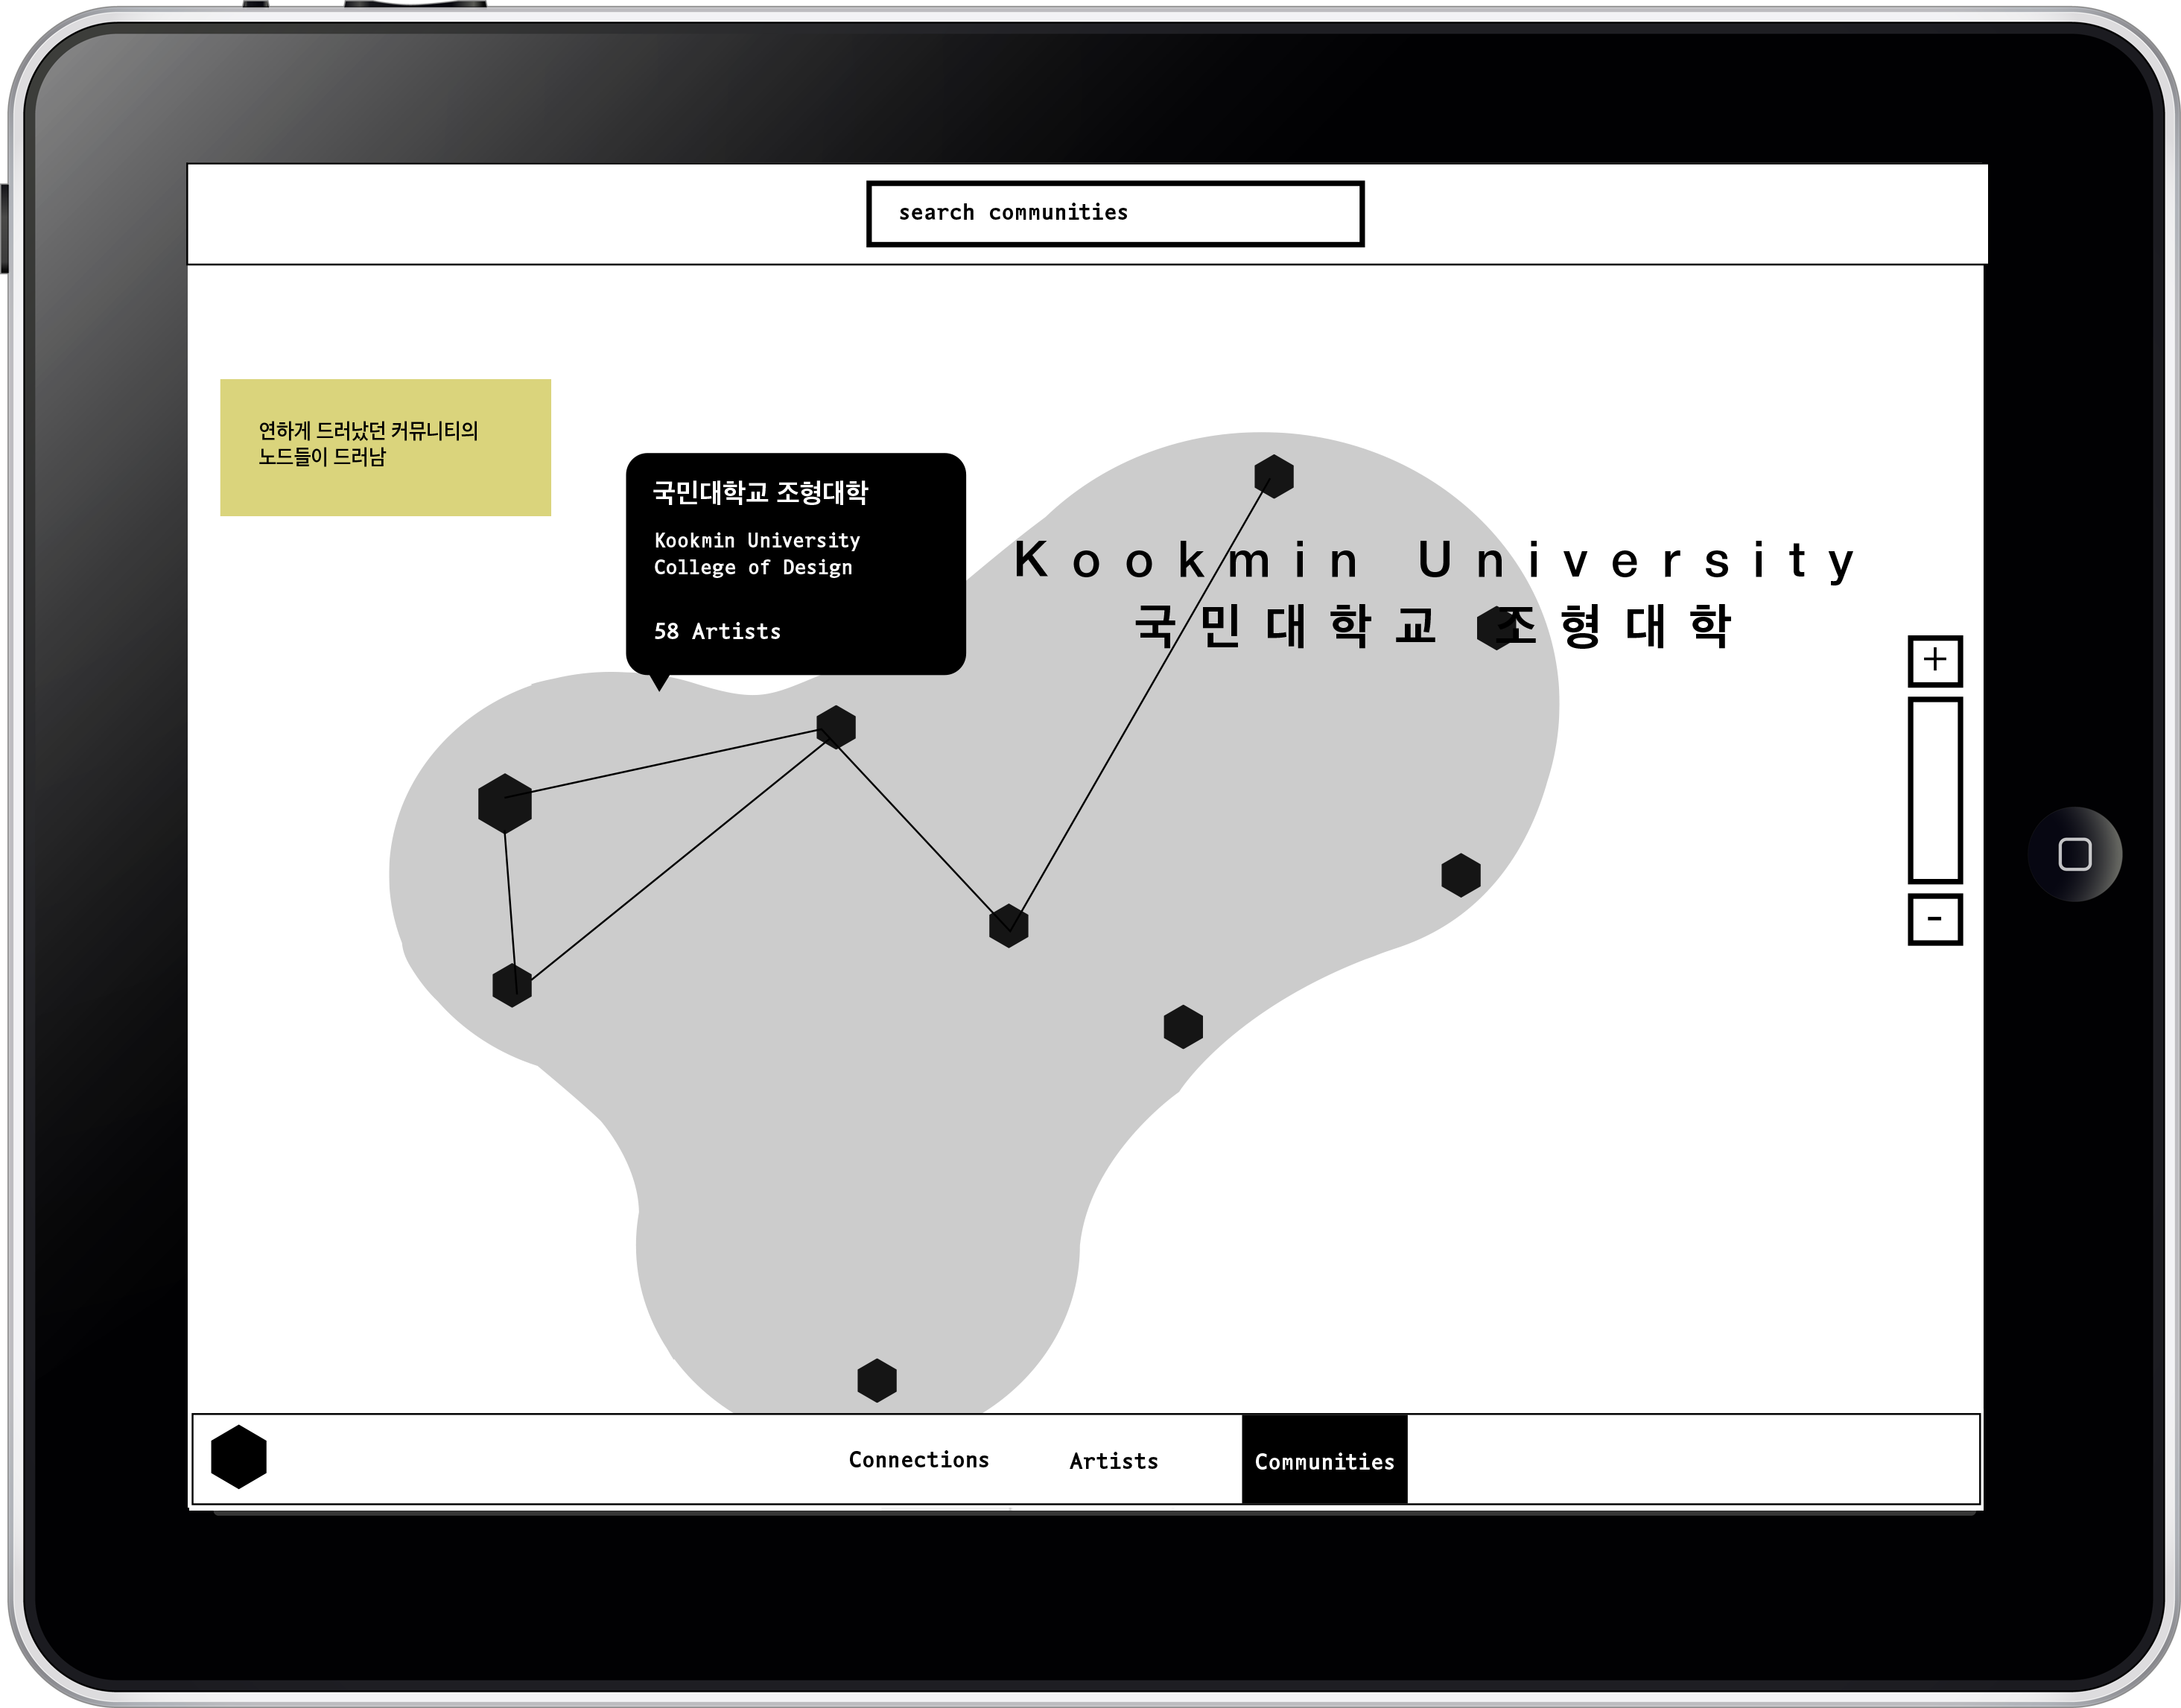 search communities
연하게 드러났던 커뮤니티의
노드들이 드러남
국민대학교 조형대학
Kookmin University
College of Design
58 Artists
Kookmin University
국민대학교 조형대학
+
-
Connections
Artists
Communities